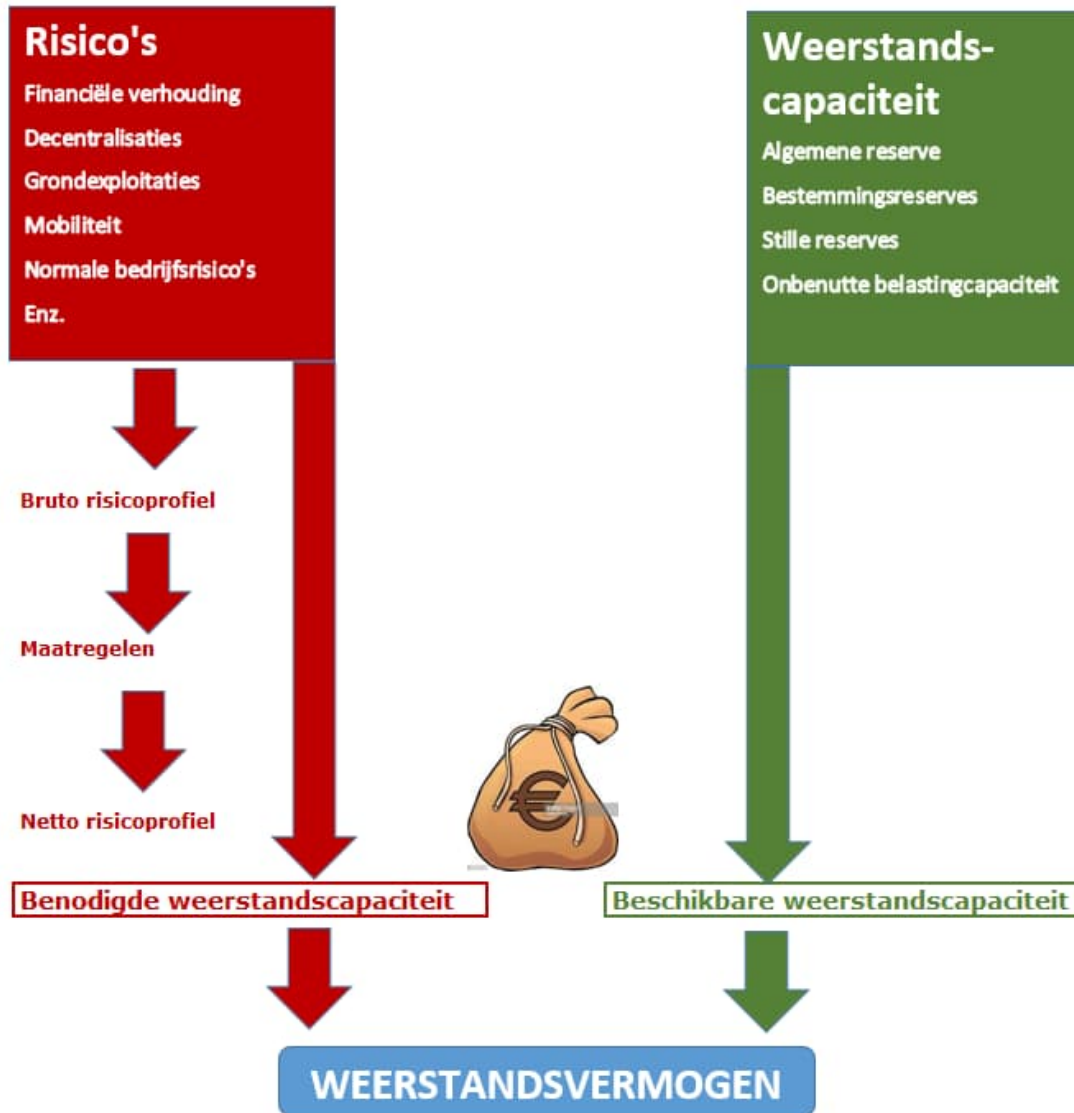 Risico's
Financiële verhouding
Decentralisaties
Grondexploitaties
Mobiliteit
Normale bedrijfsrisico's
Enz.
Weerstands-
capaciteit
Algemene reserve
Bestemmingsreserves
Stille reserves
Onbenutte belastingcapaciteit
Bruto risicoprofiel
Maatregelen
Netto risicoprofiel
€
Benodigde weerstandscapaciteit
Beschikbare weerstandscapaciteit
WEERSTANDSVERMOGEN